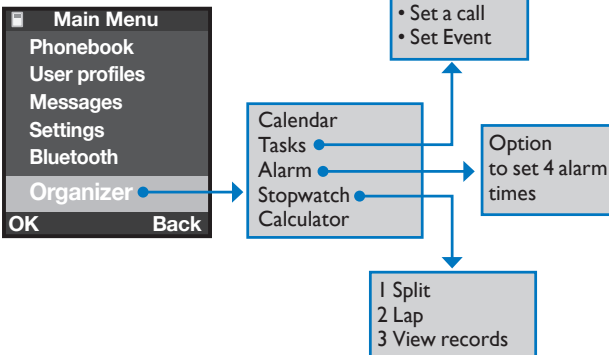 Main Menu
Phonebook
User profiles
Messages
Settings
Bluetooth
Organizer
OK Back
Calendar
Tasks
Alarm
Stopwatch
Calculator
• Set a call
• Set Event
Option
to set 4 alarm
times
1 Split
2 Lap
3 View records